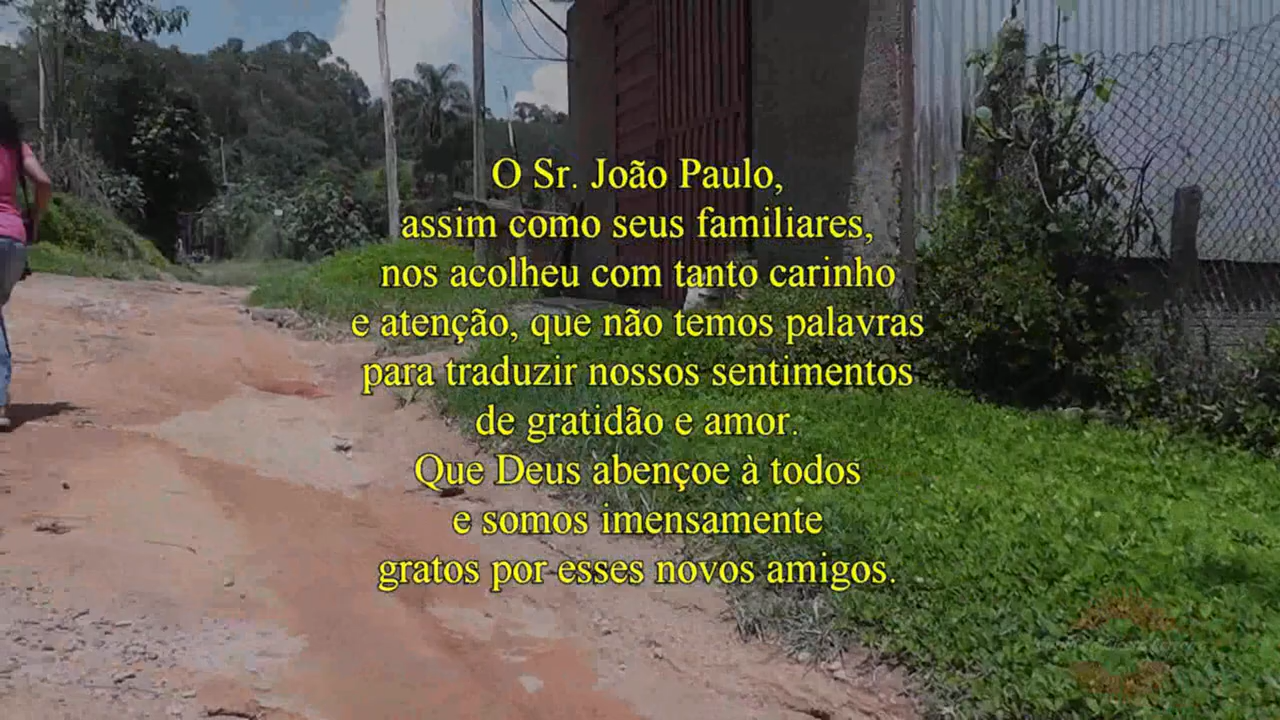 O Sr. João Paulo,
assim como seus familiares,
nos acolheu com tanto carinho
e atenção, que não temos palavras
para traduzir nossos sentimentos
de gratidão e amor.
Que Deus abençoe à todos
e somos imensamente
gratos por esses novos amigos.